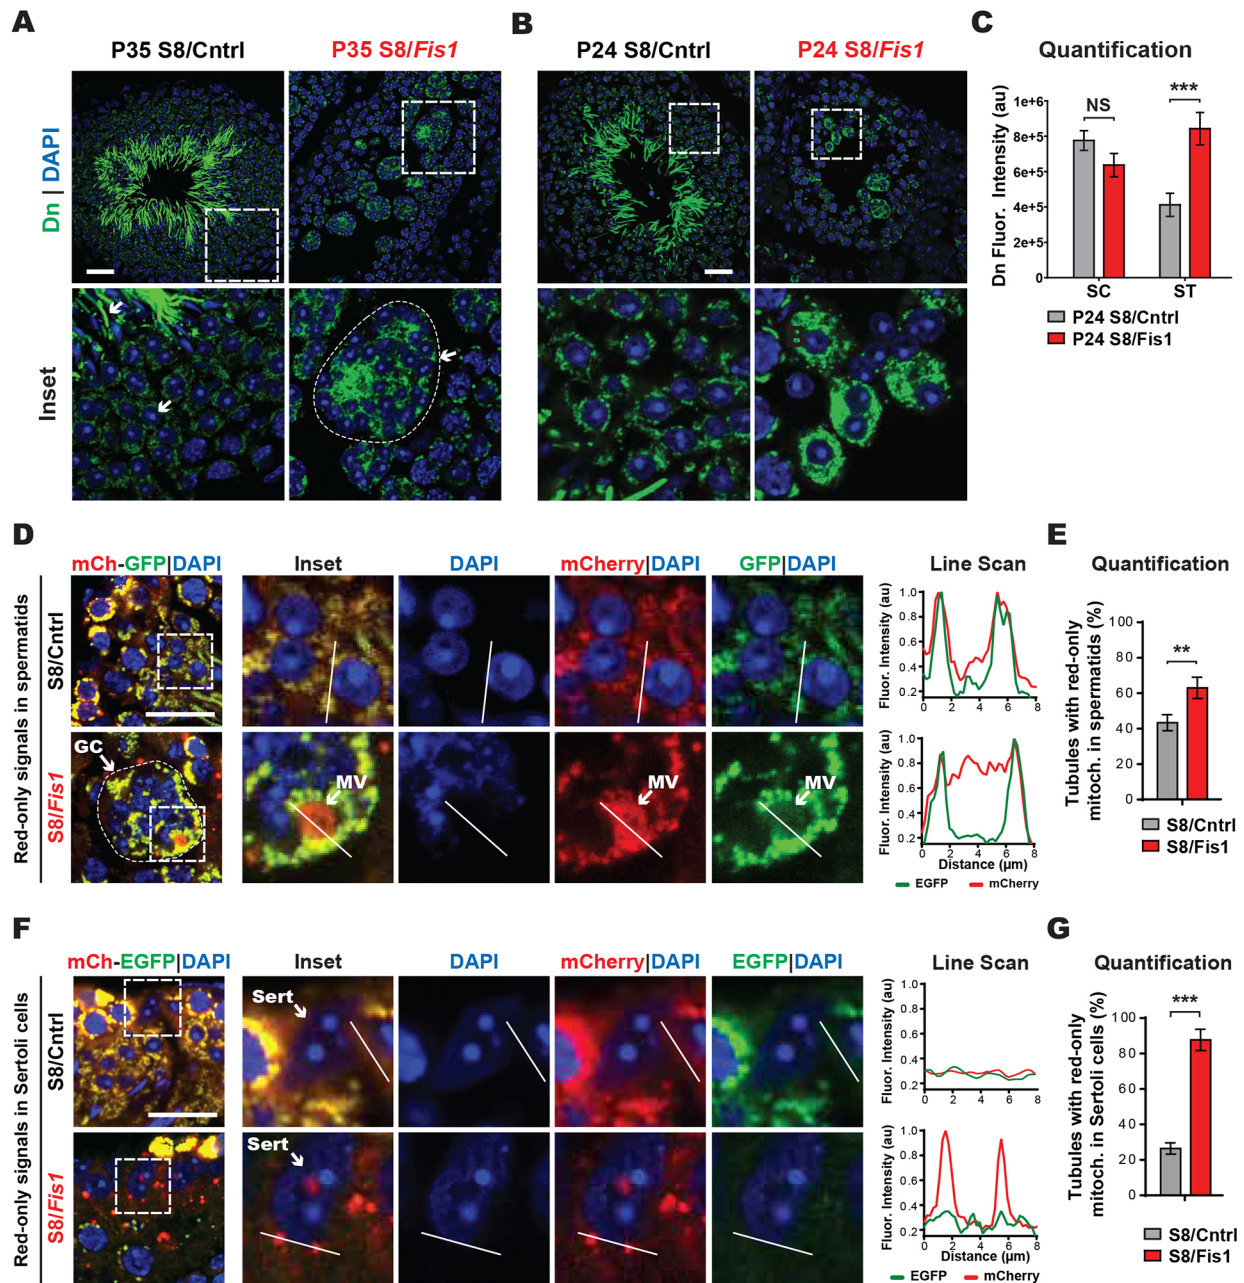 A
P35 S8/Cntrl
P35 S8/Fis1
Dn | DAPI
Inset
B
P24 S8/Cntrl
P24 S8/Fis1
C
Quantification
Dn Fluor. Intensity (au)
1e+6
8e+5
6e+5
4e+5
2e+5
0
NS
***
SC
ST
P24 S8/Cntrl
P24 S8/Fis1
D
Red-only signals in spermatids
S8/Cntrl
S8/Fis1
mCh-GFP|DAPI
Inset
DAPI
mCherry|DAPI
GFP|DAPI
Line Scan
GC
MV
MV
MV
Fluor. Intensity (au)
1.0
0.8
0.6
0.4
0.2
0 2 4 6 8
Fluor. Intensity (au)
1.0
0.8
0.6
0.4
0.2
0 2 4 6 8
Distance (µm)
EGFP
mCherry
E
Quantification
Tubules with red-only
mitoch. in spermatids (%)
100
80
60
40
20
0
**
S8/Cntrl
S8/Fis1
F
Red-only signals in Sertoli cells
S8/Cntrl
S8/Fis1
mCh-EGFP|DAPI
Inset
DAPI
mCherry|DAPI
EGFP|DAPI
Line Scan
Sert
Sert
Fluor. Intensity (au)
1.0
0.8
0.6
0.4
0.2
0 2 4 6 8
Fluor. Intensity (au)
1.0
0.8
0.6
0.4
0.2
0 2 4 6 8
Distance (µm)
EGFP
mCherry
G
Quantification
Tubules with red-only
mitoch. in Sertoli cells (%)
100
80
60
40
20
0
***
S8/Cntrl
S8/Fis1